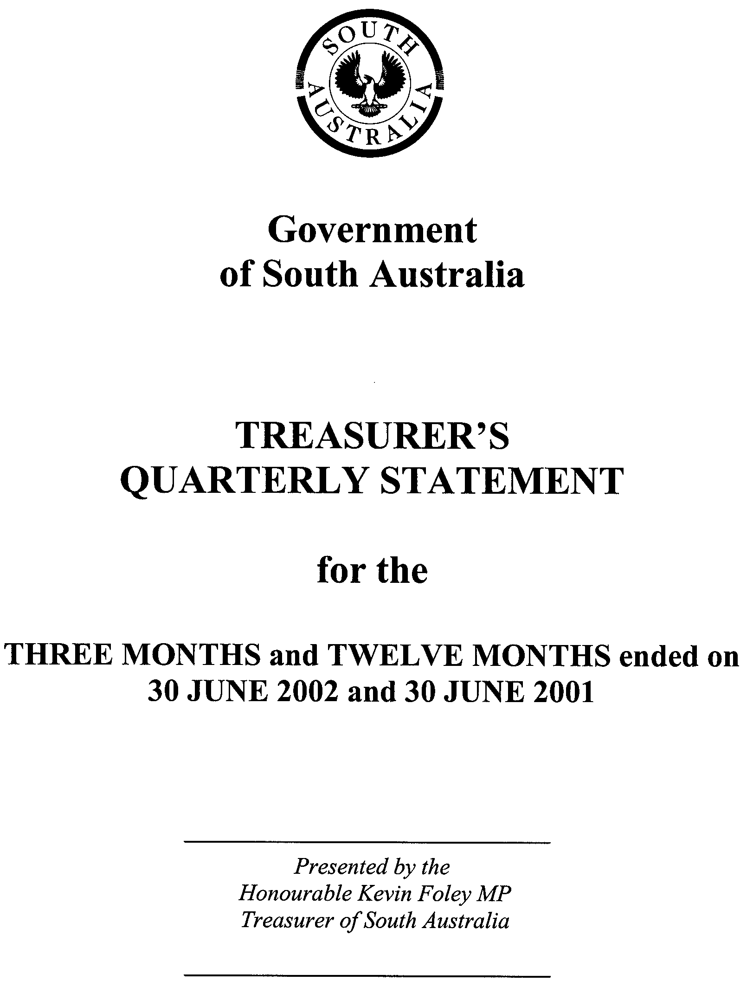 SOUTH
AUSTRALIA
Government
of South Australia
TREASURER’S
QUARTERLY STATEMENT
for the
THREE MONTHS and TWELVE MONTHS ended on
30 JUNE 2002 and 30 JUNE 2001
Presented by the
Honourable Kevin Foley MP
Treasurer of South Australia